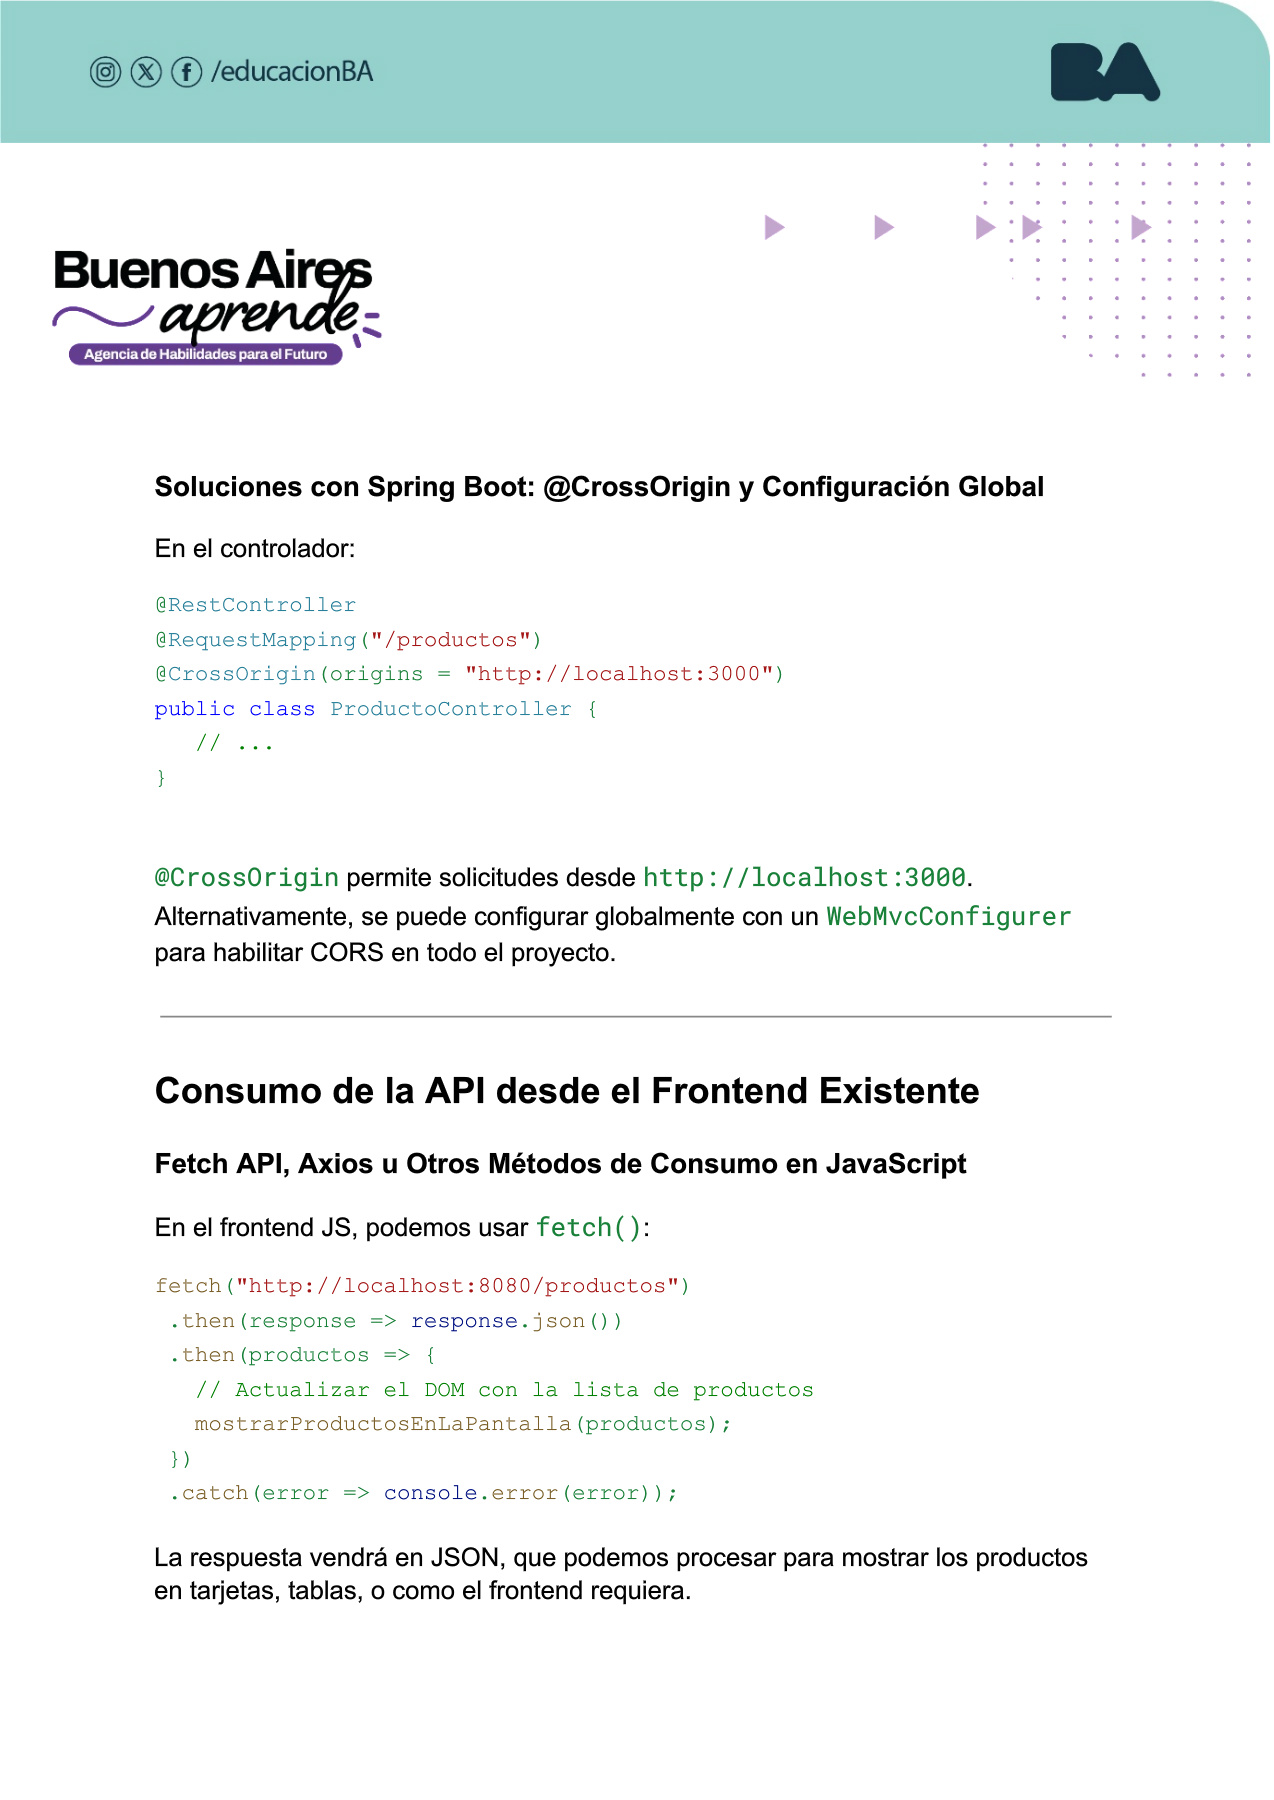 /educacionBA
BA
Buenos Aires
aprende
Agencia de Habilidades para el Futuro
Soluciones con Spring Boot: @CrossOrigin y Configuración Global
En el controlador:
@RestController
@RequestMapping("/productos")
@CrossOrigin(origins = "http://localhost:3000")
public class ProductoController {
   // ...
}
@CrossOrigin permite solicitudes desde http://localhost:3000.
Alternativamente, se puede configurar globalmente con un WebMvcConfigurer
para habilitar CORS en todo el proyecto.
Consumo de la API desde el Frontend Existente
Fetch API, Axios u Otros Métodos de Consumo en JavaScript
En el frontend JS, podemos usar fetch():
fetch("http://localhost:8080/productos")
 .then(response => response.json())
 .then(productos => {
   // Actualizar el DOM con la lista de productos
   mostrarProductosEnLaPantalla(productos);
 })
 .catch(error => console.error(error));
La respuesta vendrá en JSON, que podemos procesar para mostrar los productos
en tarjetas, tablas, o como el frontend requiera.